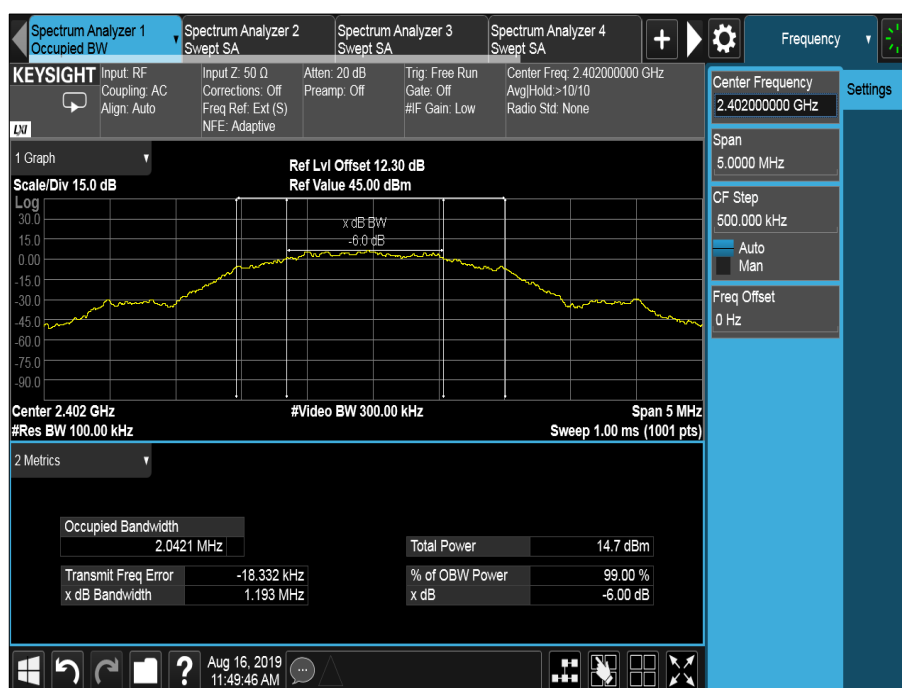 Spectrum Analyzer 1
Occupied BW
Spectrum Analyzer 2
Swept SA
Spectrum Analyzer 3
Swept SA
Spectrum Analyzer 4
Swept SA
+
Frequency
KEYSIGHT
LXI
Input: RF
Coupling: AC
Align: Auto
Input Z: 50 Ω
Corrections: Off
Freq Ref: Ext (S)
NFE: Adaptive
Atten: 20 dB
Preamp: Off
Trig: Free Run
Gate: Off
#IF Gain: Low
Center Freq: 2.402000000 GHz
Avg|Hold:>10/10
Radio Std: None
Center Frequency
2.402000000 GHz
Settings
Span
5.0000 MHz
CF Step
500.000 kHz
Auto
Man
Freq Offset
0 Hz
1 Graph
Scale/Div 15.0 dB
Ref Lvl Offset 12.30 dB
Ref Value 45.00 dBm
Log
30.0
15.0
0.00
-15.0
-30.0
-45.0
-60.0
-75.0
-90.0
x dB BW
-6.0 dB
Center 2.402 GHz
#Video BW 300.00 kHz
Span 5 MHz
#Res BW 100.00 kHz
Sweep 1.00 ms (1001 pts)
2 Metrics
Occupied Bandwidth
2.0421 MHz
Total Power 14.7 dBm
Transmit Freq Error -18.332 kHz
% of OBW Power 99.00 %
x dB Bandwidth 1.193 MHz
x dB -6.00 dB
?
Aug 16, 2019
11:49:46 AM